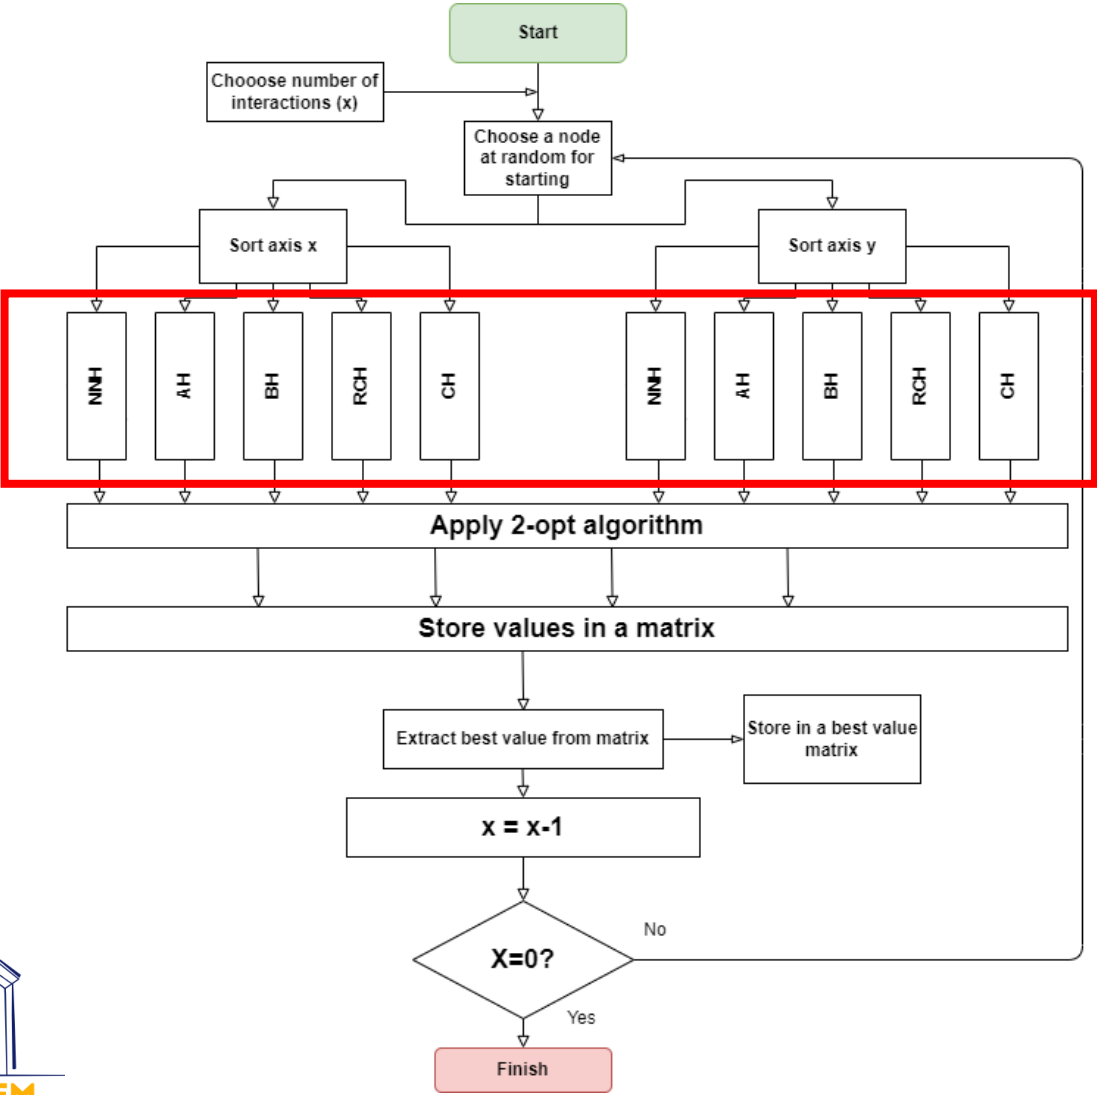 Start
Chooose number of
interactions (x)
Choose a node
at random for
starting
Sort axis x
Sort axis y
NNH
AH
BH
RCH
CH
NNH
AH
BH
RCH
CH
Apply 2-opt algorithm
Store values in a matrix
Extract best value from matrix
Store in a best value
matrix
x = x-1
X=0?
No
Yes
Finish